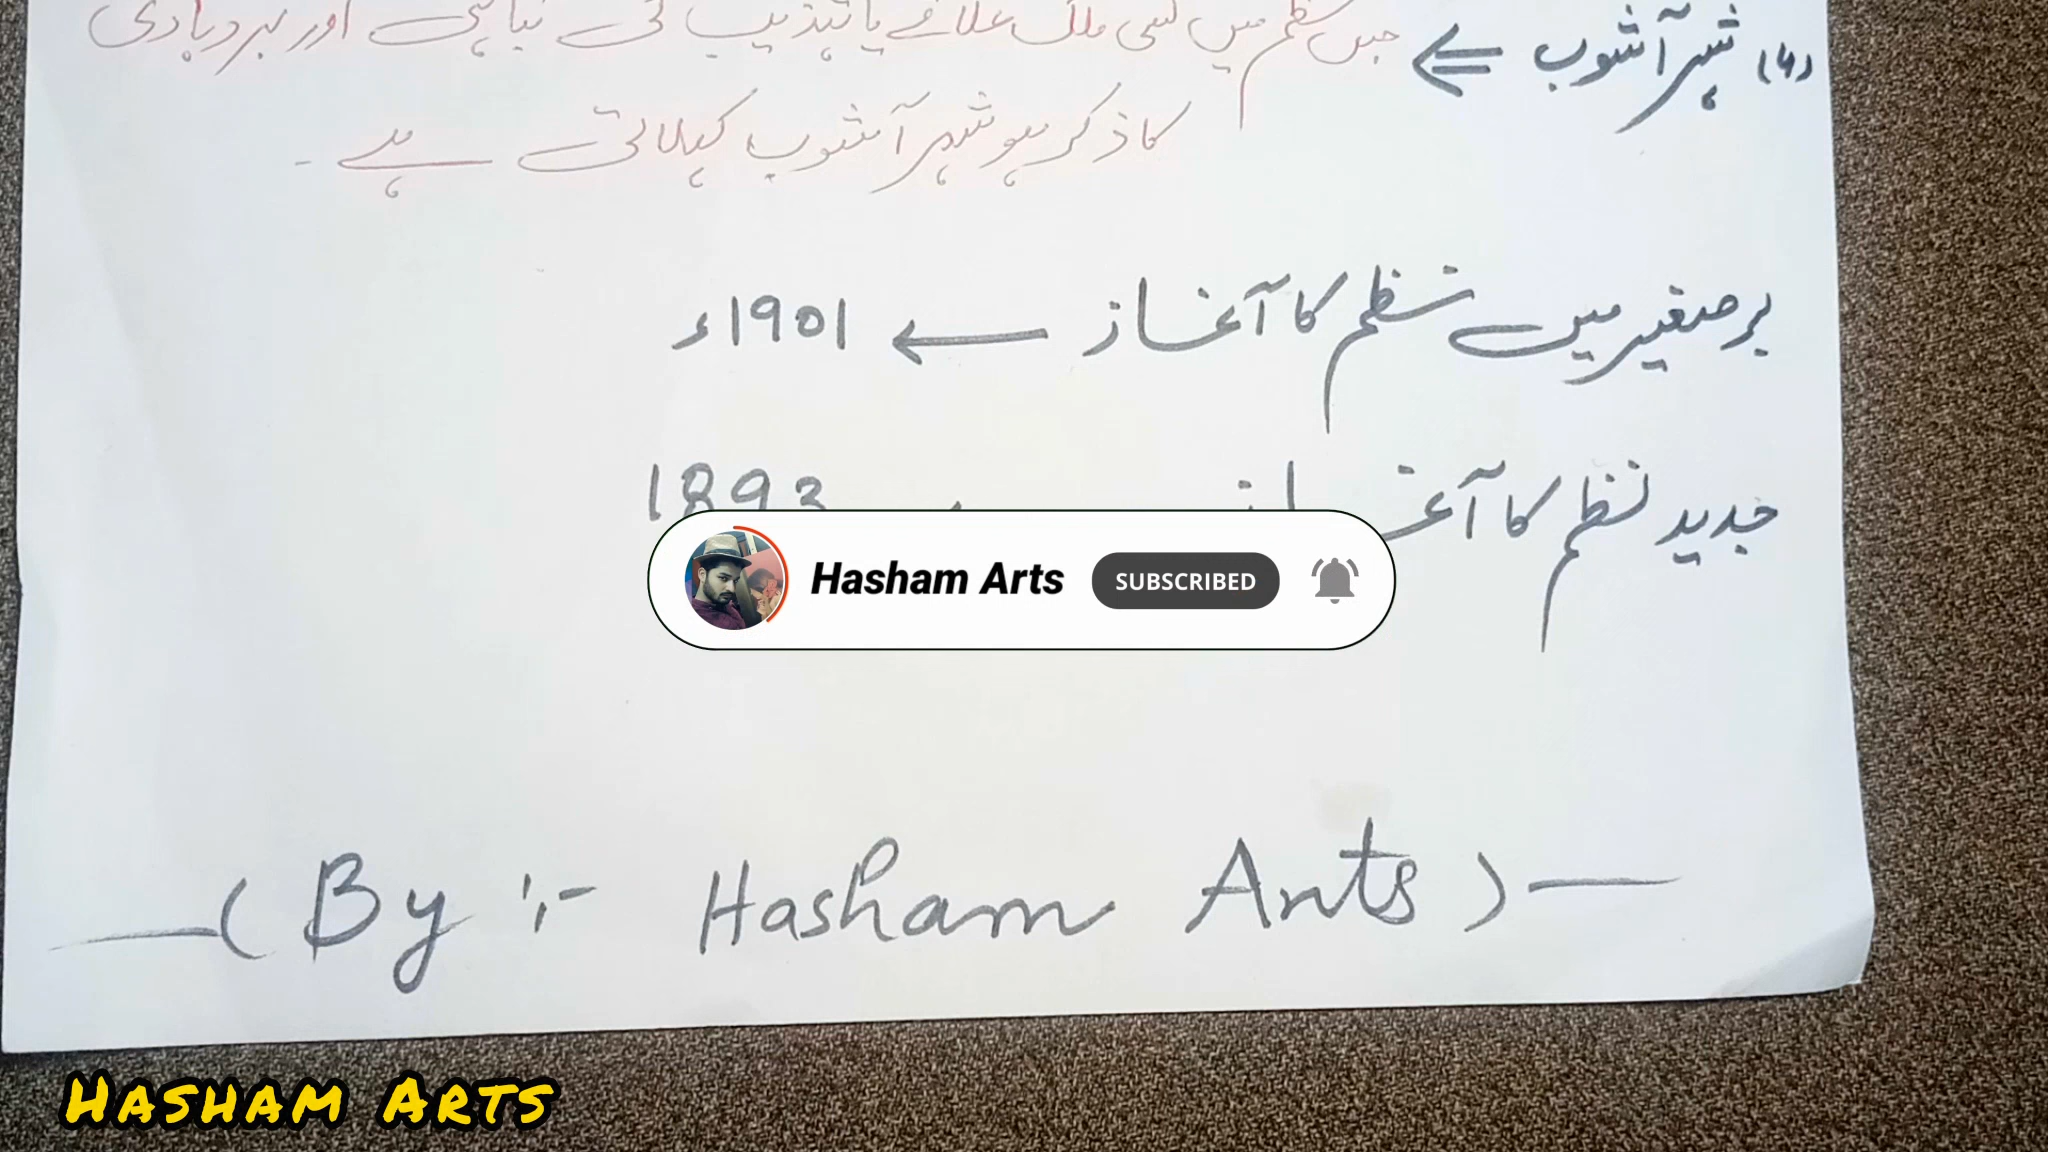 (۶) شہر آشوب ⇐ جس نظم میں کسی ملک علاقے یا تہذیب کی تباہی اور بردبادی
کا ذکر ہو شہر آشوب کہلاتی ہے ۔
برصغیر میں نظم کا آغاز ← 1901ء
جدید نظم کا آغاز 1893
Hasham Arts SUBSCRIBED
—( By :- Hasham Arts )—
HASHAM ARTS